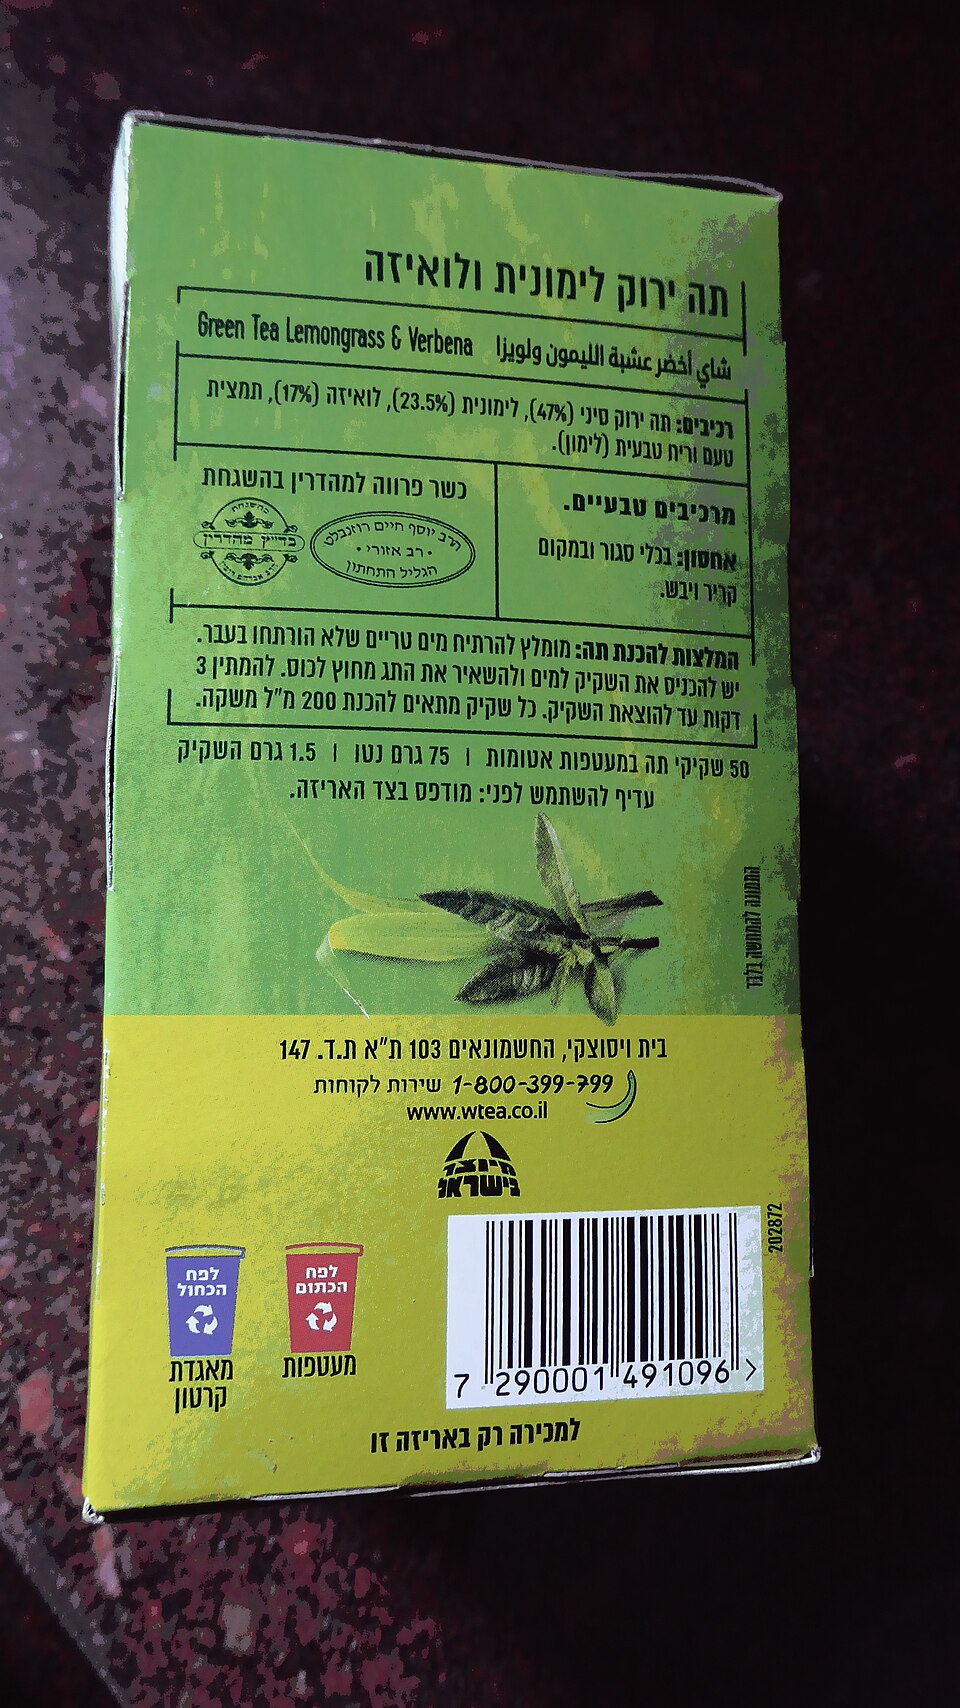 תה ירוק לימונית ולואיזה
شاي أخضر عشبة الليمون ولويزا Green Tea Lemongrass & Verbena
רכיבים: תה ירוק סיני (47%), לימונית (23.5%), לואיזה (17%), תמצית
טעם וריח טבעית (לימון).
מרכיבים טבעיים.
אחסון: בכלי סגור ובמקום
קריר ויבש.
כשר פרווה למהדרין בהשגחת
הרב יוסף חיים רוזנבלט
• רב אזורי •
הגליל התחתון
בהשגחת
בדייץ מהדרין
המלצות להכנת תה: מומלץ להרתיח מים טריים שלא הורתחו בעבר.
יש להכניס את השקיק למים ולהשאיר את התג מחוץ לכוס. להמתין 3
דקות עד להוצאת השקיק. כל שקיק מתאים להכנת 200 מ"ל משקה.
50 שקיקי תה במעטפות אטומות | 75 גרם נטו | 1.5 גרם השקיק
עדיף להשתמש לפני: מודפס בצד האריזה.
התמונה להמחשה בלבד
בית ויסוצקי, החשמונאים 103 ת"א ת.ד. 147
1-800-399-799 שירות לקוחות
www.wtea.co.il
מיוצר
בישראל
202872
לפח
הכתום
מעטפות
לפח
הכחול
מאגדת
קרטון
7 290001 491096 >
למכירה רק באריזה זו